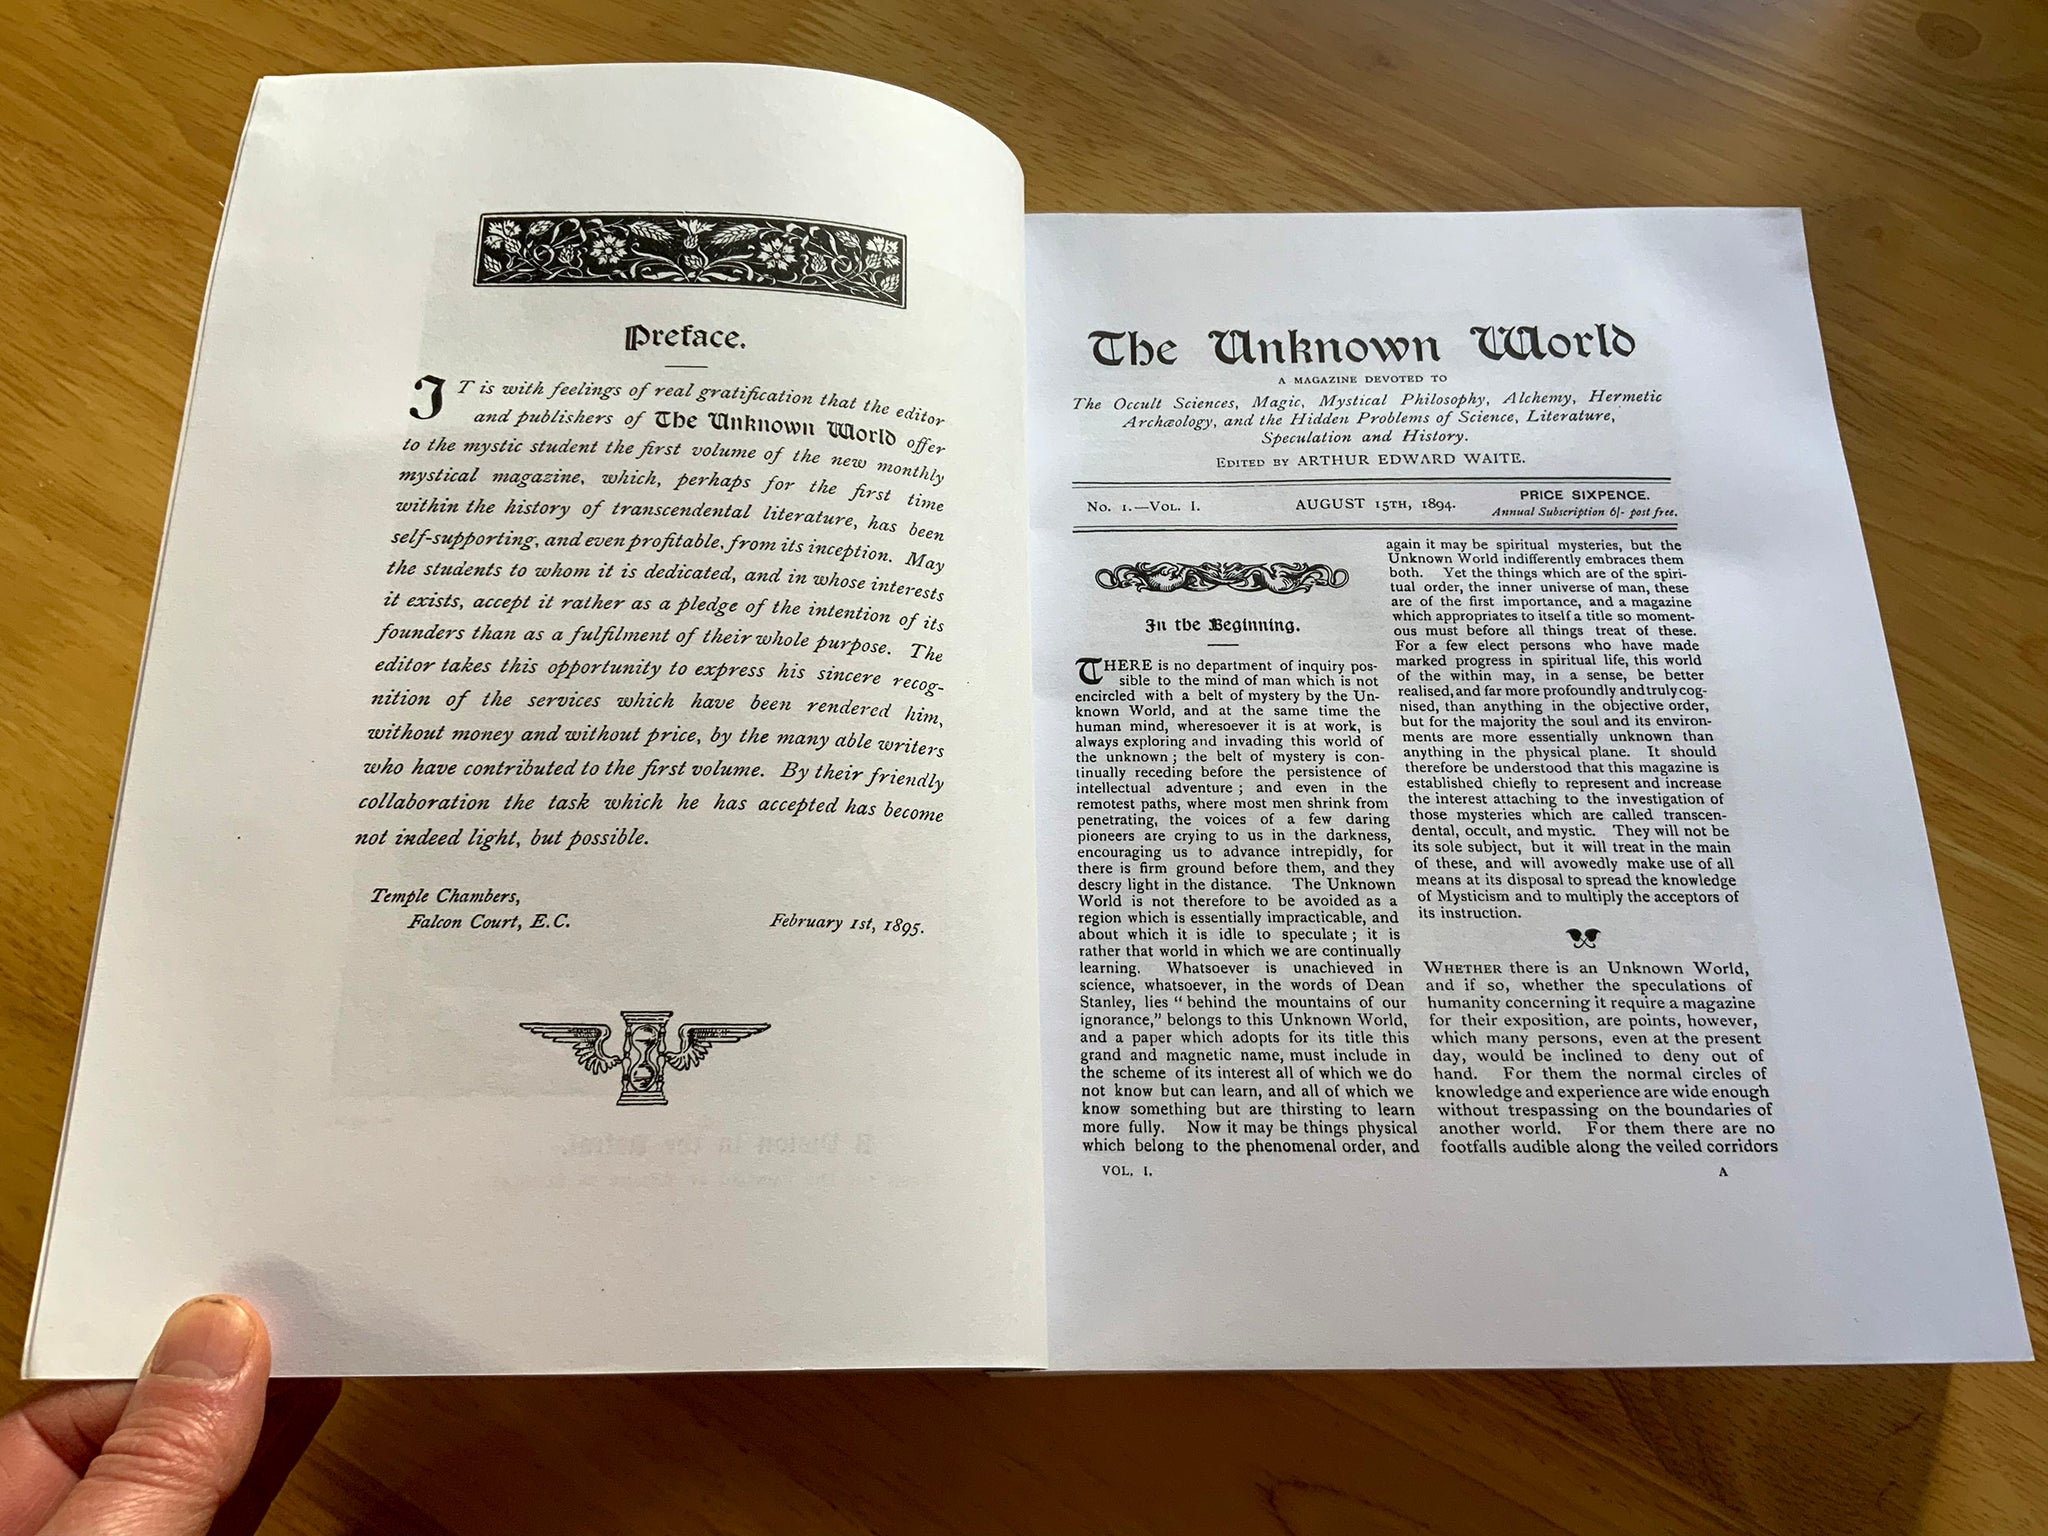 Preface.
IT is with feelings of real gratification that the editor
and publishers of The Unknown World offer
to the mystic student the first volume of the new monthly
mystical magazine, which, perhaps for the first time
within the history of transcendental literature, has been
self-supporting, and even profitable, from its inception. May
the students to whom it is dedicated, and in whose interests
it exists, accept it rather as a pledge of the intention of its
founders than as a fulfilment of their whole purpose. The
editor takes this opportunity to express his sincere recog-
nition of the services which have been rendered him,
without money and without price, by the many able writers
who have contributed to the first volume. By their friendly
collaboration the task which he has accepted has become
not indeed light, but possible.
Temple Chambers,
Falcon Court, E.C. February 1st, 1895.
The Unknown World
A MAGAZINE DEVOTED TO
The Occult Sciences, Magic, Mystical Philosophy, Alchemy, Hermetic
Archæology, and the Hidden Problems of Science, Literature,
Speculation and History.
EDITED BY ARTHUR EDWARD WAITE.
No. 1.—VOL. I. AUGUST 15TH, 1894. PRICE SIXPENCE.
Annual Subscription 6/- post free.
In the Beginning.
THERE is no department of inquiry pos-
sible to the mind of man which is not
encircled with a belt of mystery by the Un-
known World, and at the same time the
human mind, wheresoever it is at work, is
always exploring and invading this world of
the unknown; the belt of mystery is con-
tinually receding before the persistence of
intellectual adventure; and even in the
remotest paths, where most men shrink from
penetrating, the voices of a few daring
pioneers are crying to us in the darkness,
encouraging us to advance intrepidly, for
there is firm ground before them, and they
descry light in the distance. The Unknown
World is not therefore to be avoided as a
region which is essentially impracticable, and
about which it is idle to speculate; it is
rather that world in which we are continually
learning. Whatsoever is unachieved in
science, whatsoever, in the words of Dean
Stanley, lies “behind the mountains of our
ignorance,” belongs to this Unknown World,
and a paper which adopts for its title this
grand and magnetic name, must include in
the scheme of its interest all of which we do
not know but can learn, and all of which we
know something but are thirsting to learn
more fully. Now it may be things physical
which belong to the phenomenal order, and
again it may be spiritual mysteries, but the
Unknown World indifferently embraces them
both. Yet the things which are of the spiri-
tual order, the inner universe of man, these
are of the first importance, and a magazine
which appropriates to itself a title so moment-
ous must before all things treat of these.
For a few elect persons who have made
marked progress in spiritual life, this world
of the within may, in a sense, be better
realised, and far more profoundly and truly cog-
nised, than anything in the objective order,
but for the majority the soul and its environ-
ments are more essentially unknown than
anything in the physical plane. It should
therefore be understood that this magazine is
established chiefly to represent and increase
the interest attaching to the investigation of
those mysteries which are called transcen-
dental, occult, and mystic. They will not be
its sole subject, but it will treat in the main
of these, and will avowedly make use of all
means at its disposal to spread the knowledge
of Mysticism and to multiply the acceptors of
its instruction.
WHETHER there is an Unknown World,
and if so, whether the speculations of
humanity concerning it require a magazine
for their exposition, are points, however,
which many persons, even at the present
day, would be inclined to deny out of
hand. For them the normal circles of
knowledge and experience are wide enough
without trespassing on the boundaries of
another world. For them there are no
footfalls audible along the veiled corridors
VOL. I. A